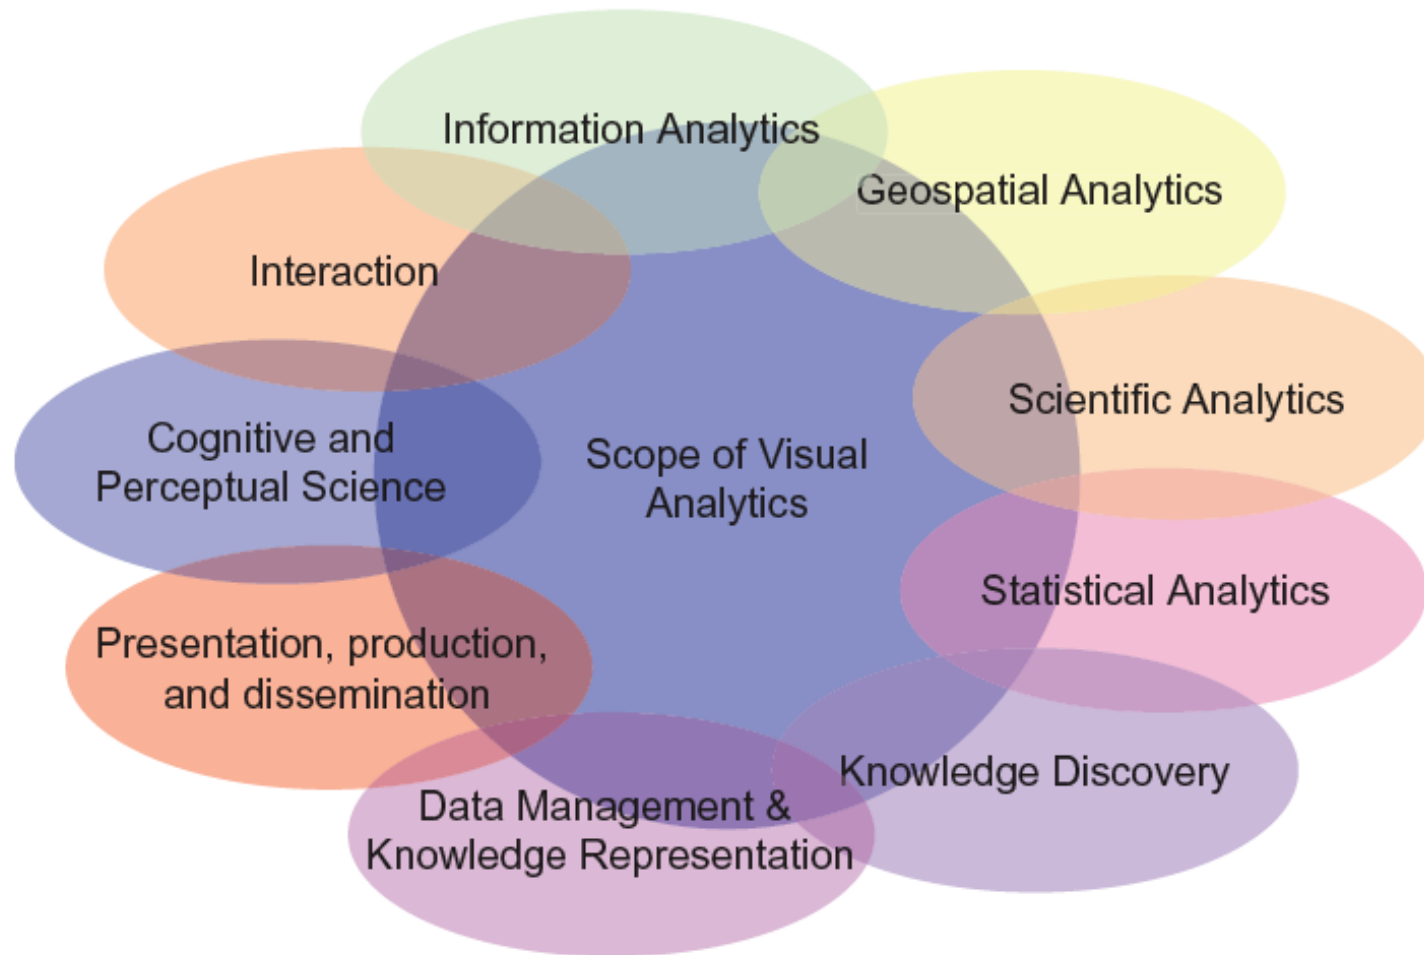 Information Analytics
Geospatial Analytics
Interaction
Scientific Analytics
Cognitive and
Perceptual Science
Scope of Visual
Analytics
Statistical Analytics
Presentation, production,
and dissemination
Knowledge Discovery
Data Management &
Knowledge Representation